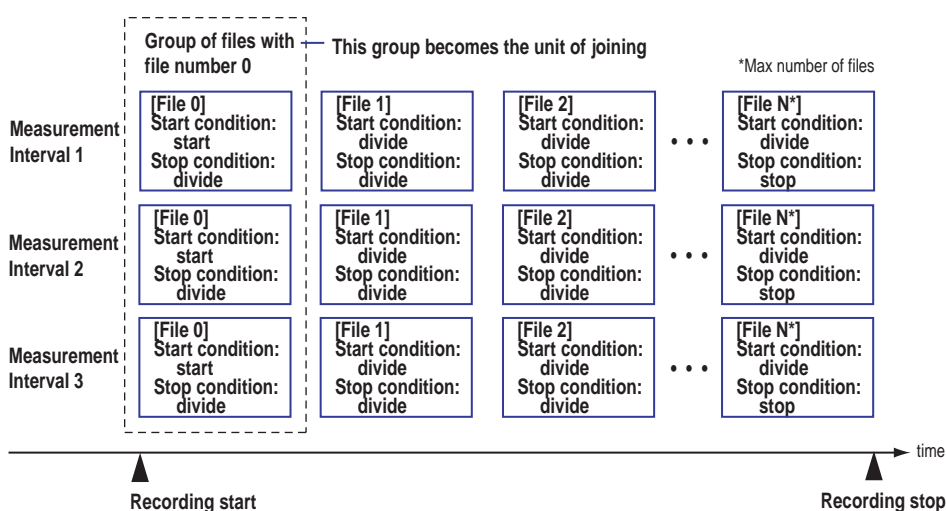 Group of files with
file number 0
This group becomes the unit of joining
*Max number of files
Measurement
Interval 1
[File 0]
Start condition:
start
Stop condition:
divide
[File 1]
Start condition:
divide
Stop condition:
divide
[File 2]
Start condition:
divide
Stop condition:
divide
• • •
[File N*]
Start condition:
divide
Stop condition:
stop
Measurement
Interval 2
[File 0]
Start condition:
start
Stop condition:
divide
[File 1]
Start condition:
divide
Stop condition:
divide
[File 2]
Start condition:
divide
Stop condition:
divide
• • •
[File N*]
Start condition:
divide
Stop condition:
stop
Measurement
Interval 3
[File 0]
Start condition:
start
Stop condition:
divide
[File 1]
Start condition:
divide
Stop condition:
divide
[File 2]
Start condition:
divide
Stop condition:
divide
• • •
[File N*]
Start condition:
divide
Stop condition:
stop
time
Recording start
Recording stop